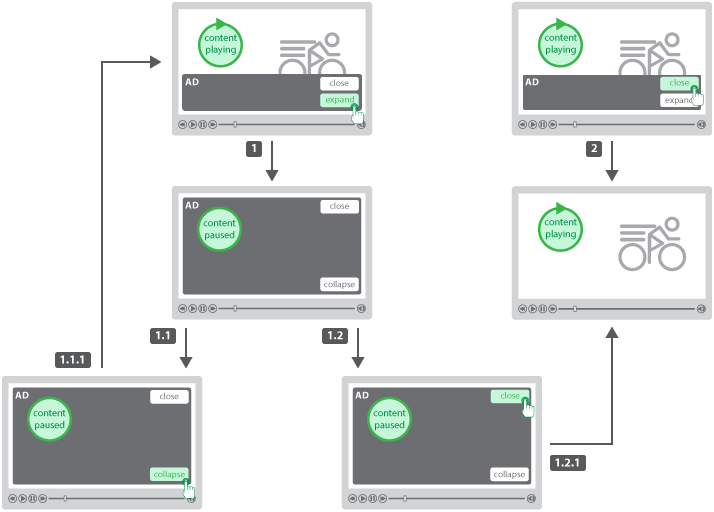 content
playing
AD
close
expand
content
playing
AD
close
expand
1
2
AD
close
content
paused
collapse
content
playing
1.1
1.2
1.1.1
AD
close
content
paused
collapse
AD
close
content
paused
collapse
1.2.1